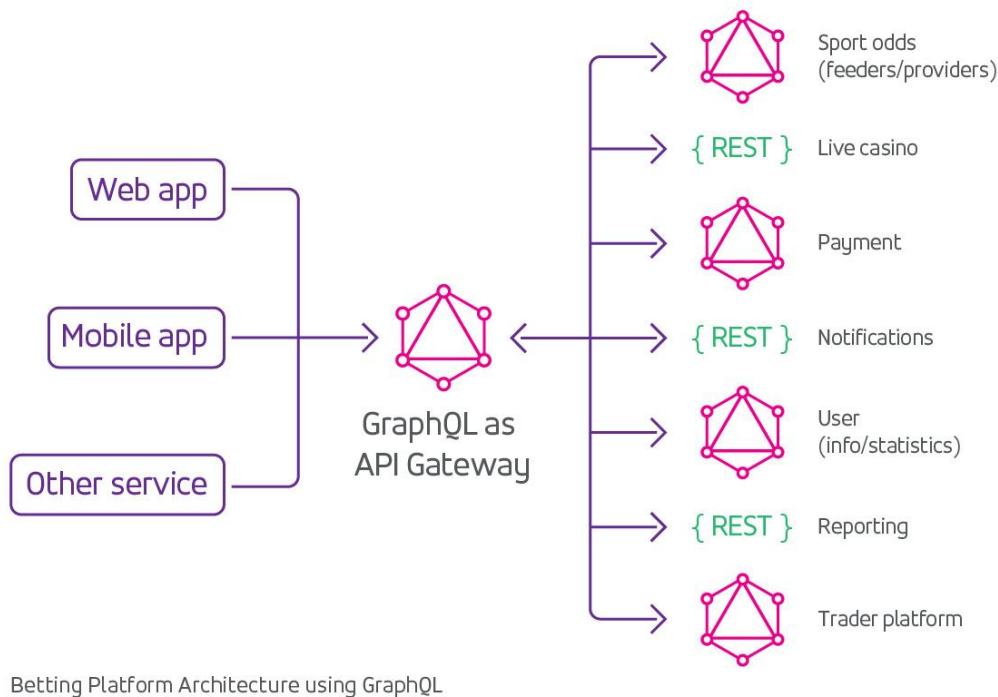 Web app
Mobile app
Other service
GraphQL as
API Gateway
Sport odds
(feeders/providers)
{ REST } Live casino
Payment
{ REST } Notifications
User
(info/statistics)
{ REST } Reporting
Trader platform
Betting Platform Architecture using GraphQL